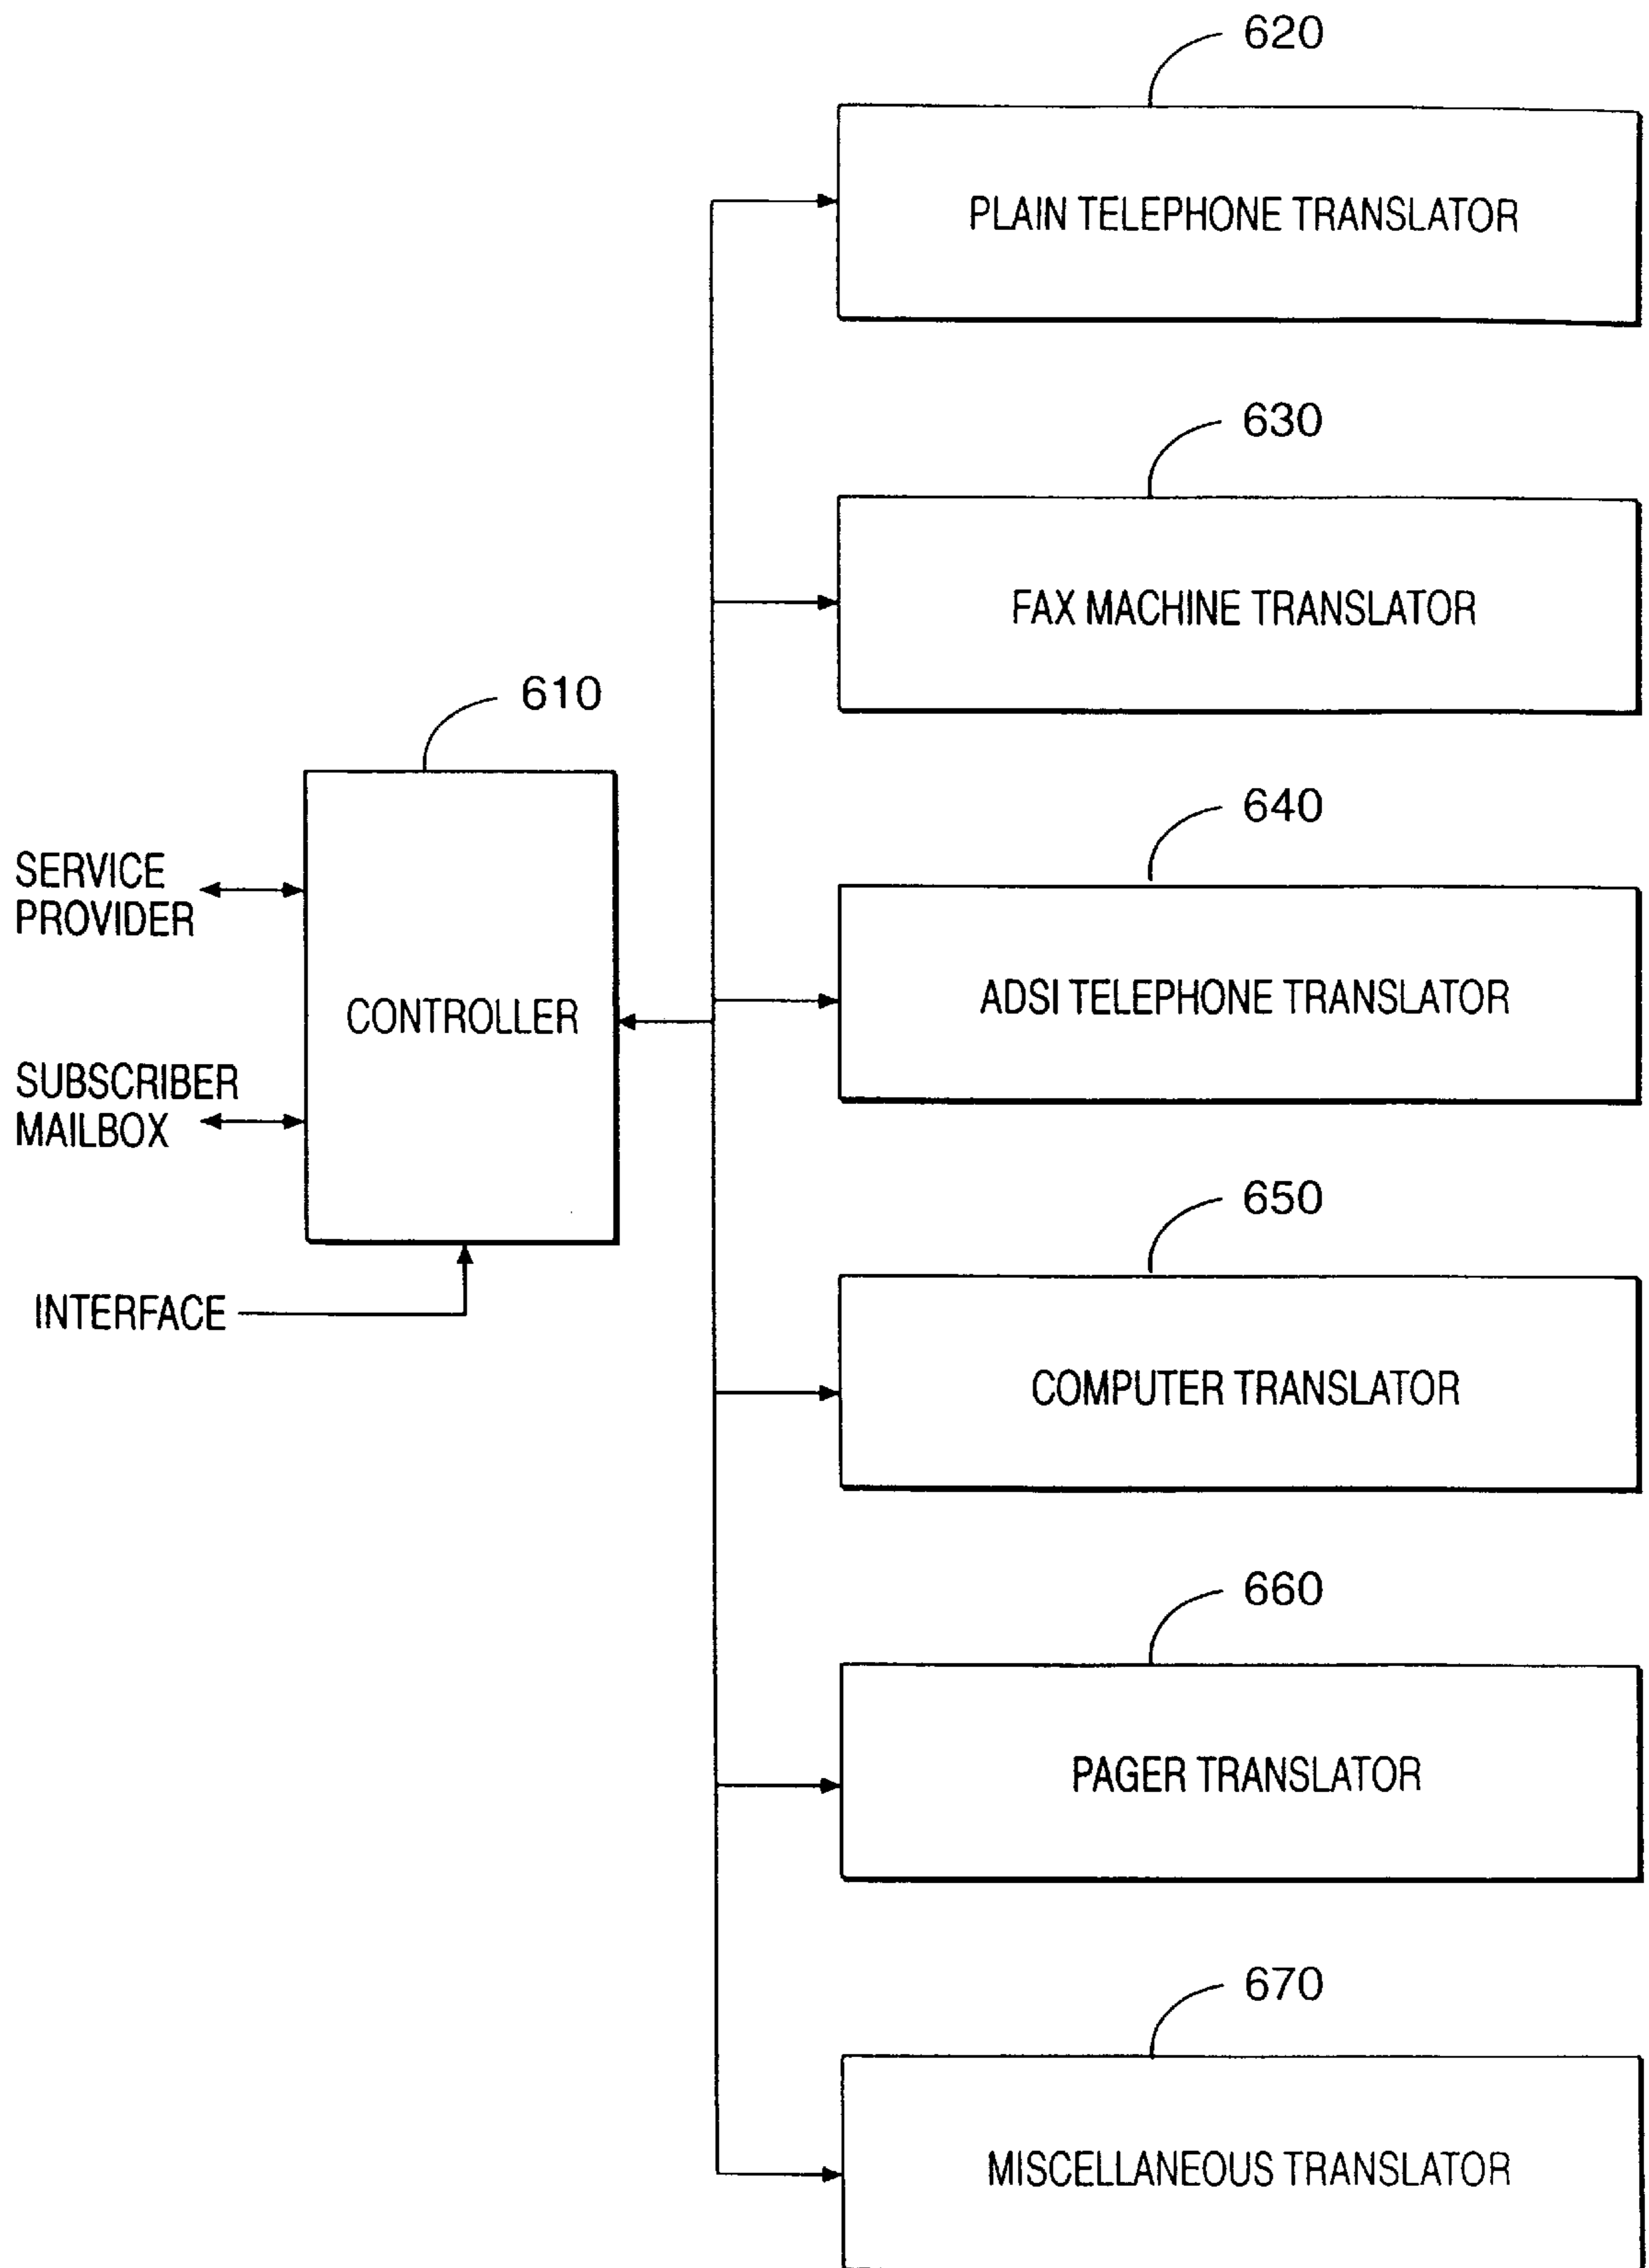 620
PLAIN TELEPHONE TRANSLATOR
630
FAX MACHINE TRANSLATOR
610
640
SERVICE
PROVIDER
CONTROLLER
ADSI TELEPHONE TRANSLATOR
SUBSCRIBER
MAILBOX
650
INTERFACE
COMPUTER TRANSLATOR
660
PAGER TRANSLATOR
670
MISCELLANEOUS TRANSLATOR